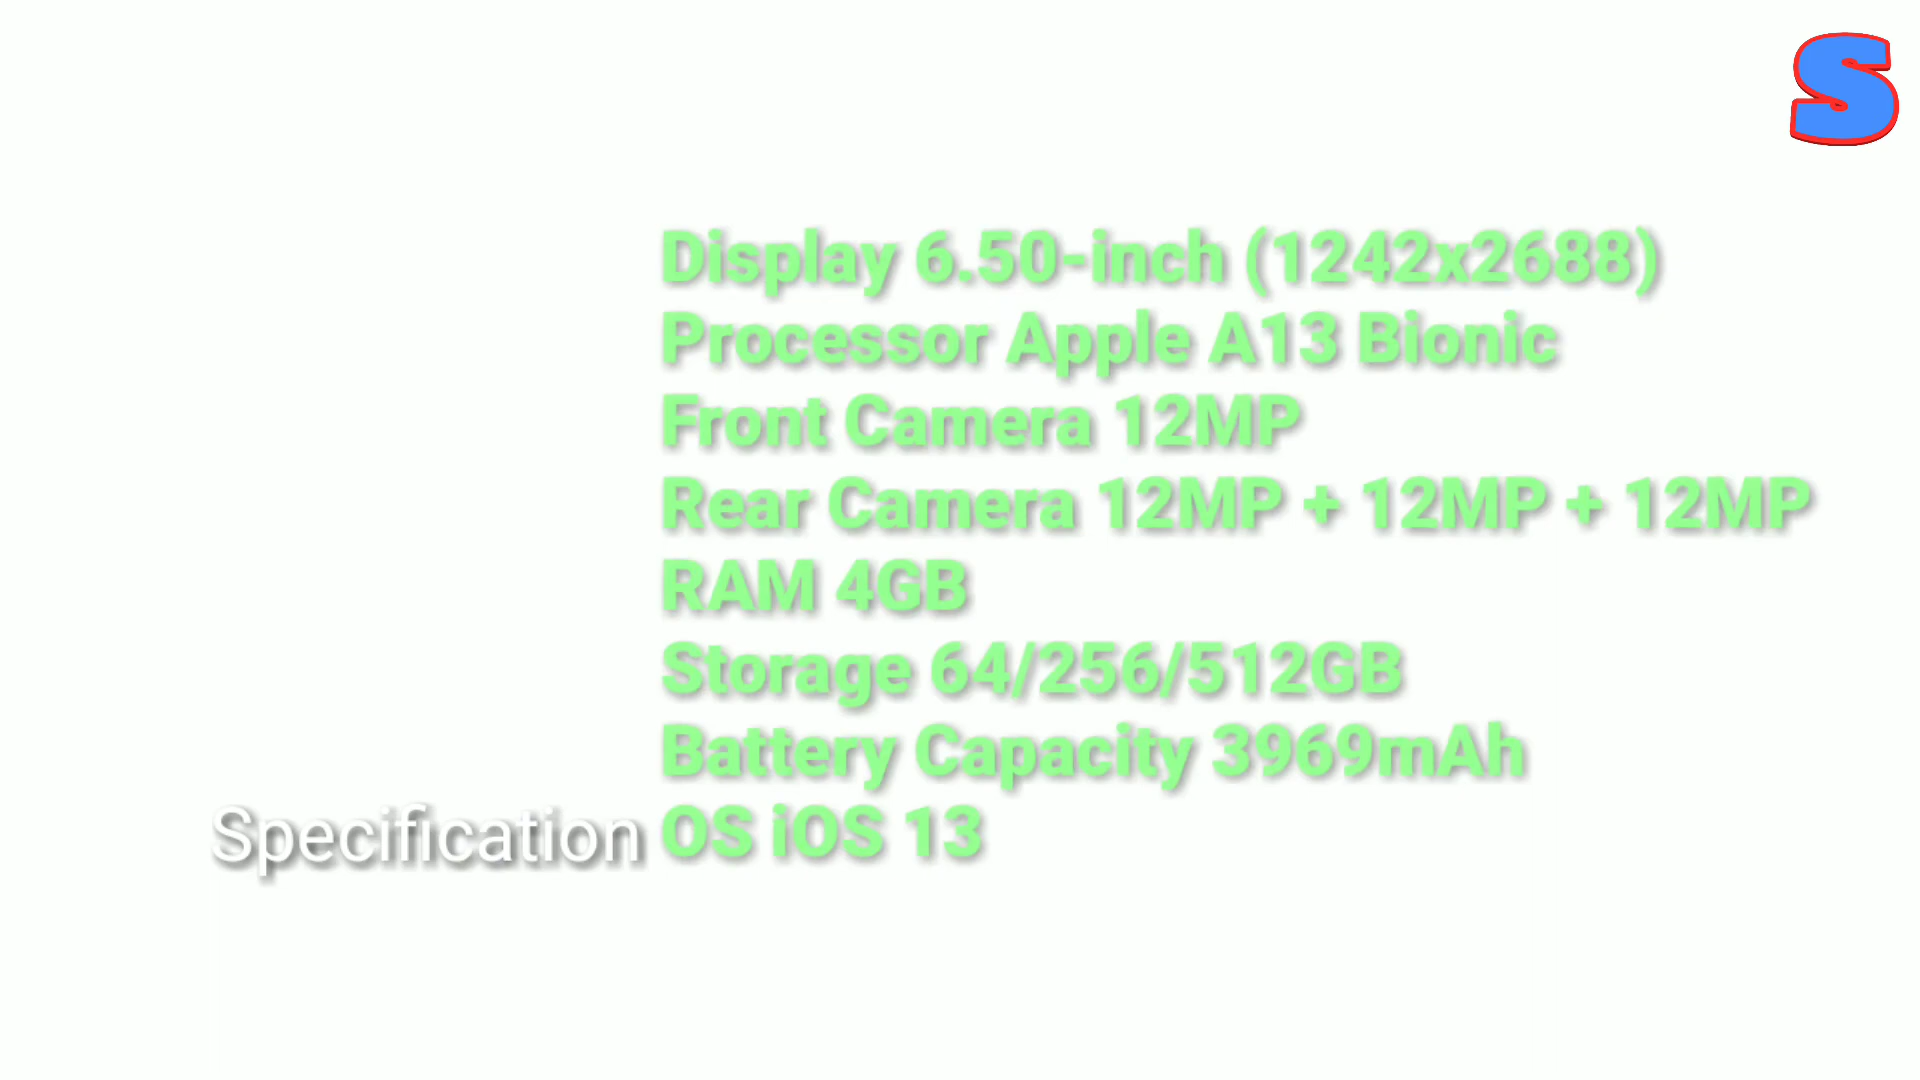 S
Display 6.50-inch (1242x2688)
Processor Apple A13 Bionic
Front Camera 12MP
Rear Camera 12MP + 12MP + 12MP
RAM 4GB
Storage 64/256/512GB
Battery Capacity 3969mAh
Specification OS iOS 13